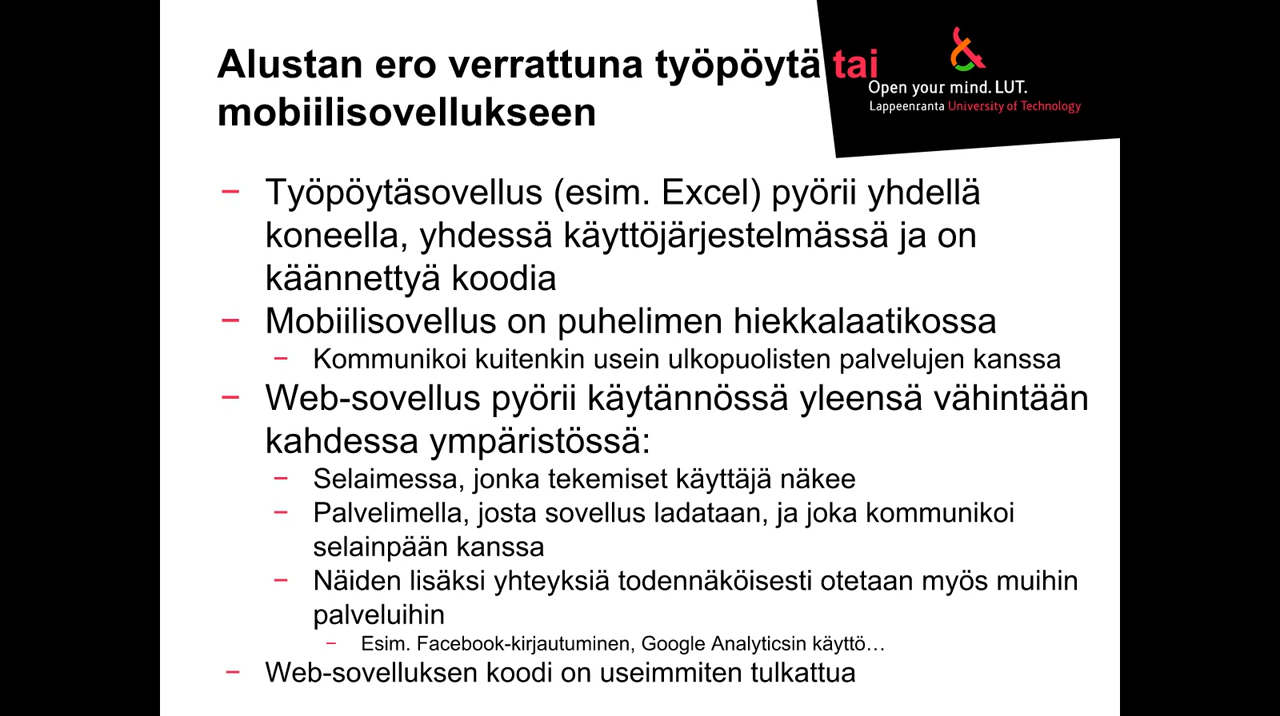 Alustan ero verrattuna työpöytä tai
mobiilisovellukseen
Open your mind. LUT.
Lappeenranta University of Technology
– Työpöytäsovellus (esim. Excel) pyörii yhdellä
koneella, yhdessä käyttöjärjestelmässä ja on
käännettyä koodia
– Mobiilisovellus on puhelimen hiekkalaatikossa
– Kommunikoi kuitenkin usein ulkopuolisten palvelujen kanssa
– Web-sovellus pyörii käytännössä yleensä vähintään
kahdessa ympäristössä:
– Selaimessa, jonka tekemiset käyttäjä näkee
– Palvelimella, josta sovellus ladataan, ja joka kommunikoi
selainpään kanssa
– Näiden lisäksi yhteyksiä todennäköisesti otetaan myös muihin
palveluihin
– Esim. Facebook-kirjautuminen, Google Analyticsin käyttö…
– Web-sovelluksen koodi on useimmiten tulkattua